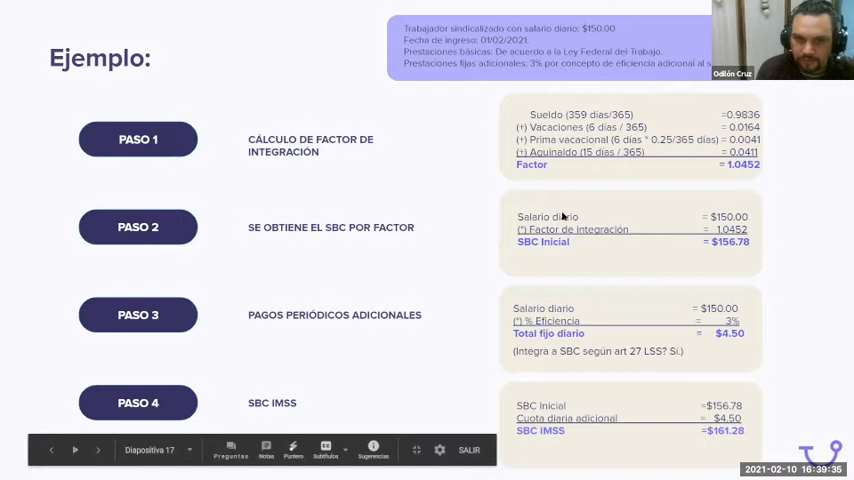 Trabajador sindicalizado con salario diario: $150.00
Fecha de ingreso: 01/02/2021.
Prestaciones básicas: De acuerdo a la Ley Federal del Trabajo.
Prestaciones fijas adicionales: 3% por concepto de eficiencia adicional al s
Odilón Cruz
Ejemplo:
PASO 1
CÁLCULO DE FACTOR DE
INTEGRACIÓN
Sueldo (359 días/365) =0.9836
(+) Vacaciones (6 días / 365) = 0.0164
(+) Prima vacacional (6 días * 0.25/365 días) = 0.0041
(+) Aguinaldo (15 días / 365) = 0.0411
Factor = 1.0452
PASO 2
SE OBTIENE EL SBC POR FACTOR
Salario diario = $150.00
(*) Factor de integración = 1.0452
SBC Inicial = $156.78
PASO 3
PAGOS PERIÓDICOS ADICIONALES
Salario diario = $150.00
(*) % Eficiencia = 3%
Total fijo diario = $4.50
(Integra a SBC según art 27 LSS? Sí.)
PASO 4
SBC IMSS
SBC Inicial =$156.78
Cuota diaria adicional = $4.50
SBC IMSS =$161.28
Diapositiva 17
Preguntas
Notas
Puntero
Subtítulos
Sugerencias
SALIR
2021-02-10 16:39:35